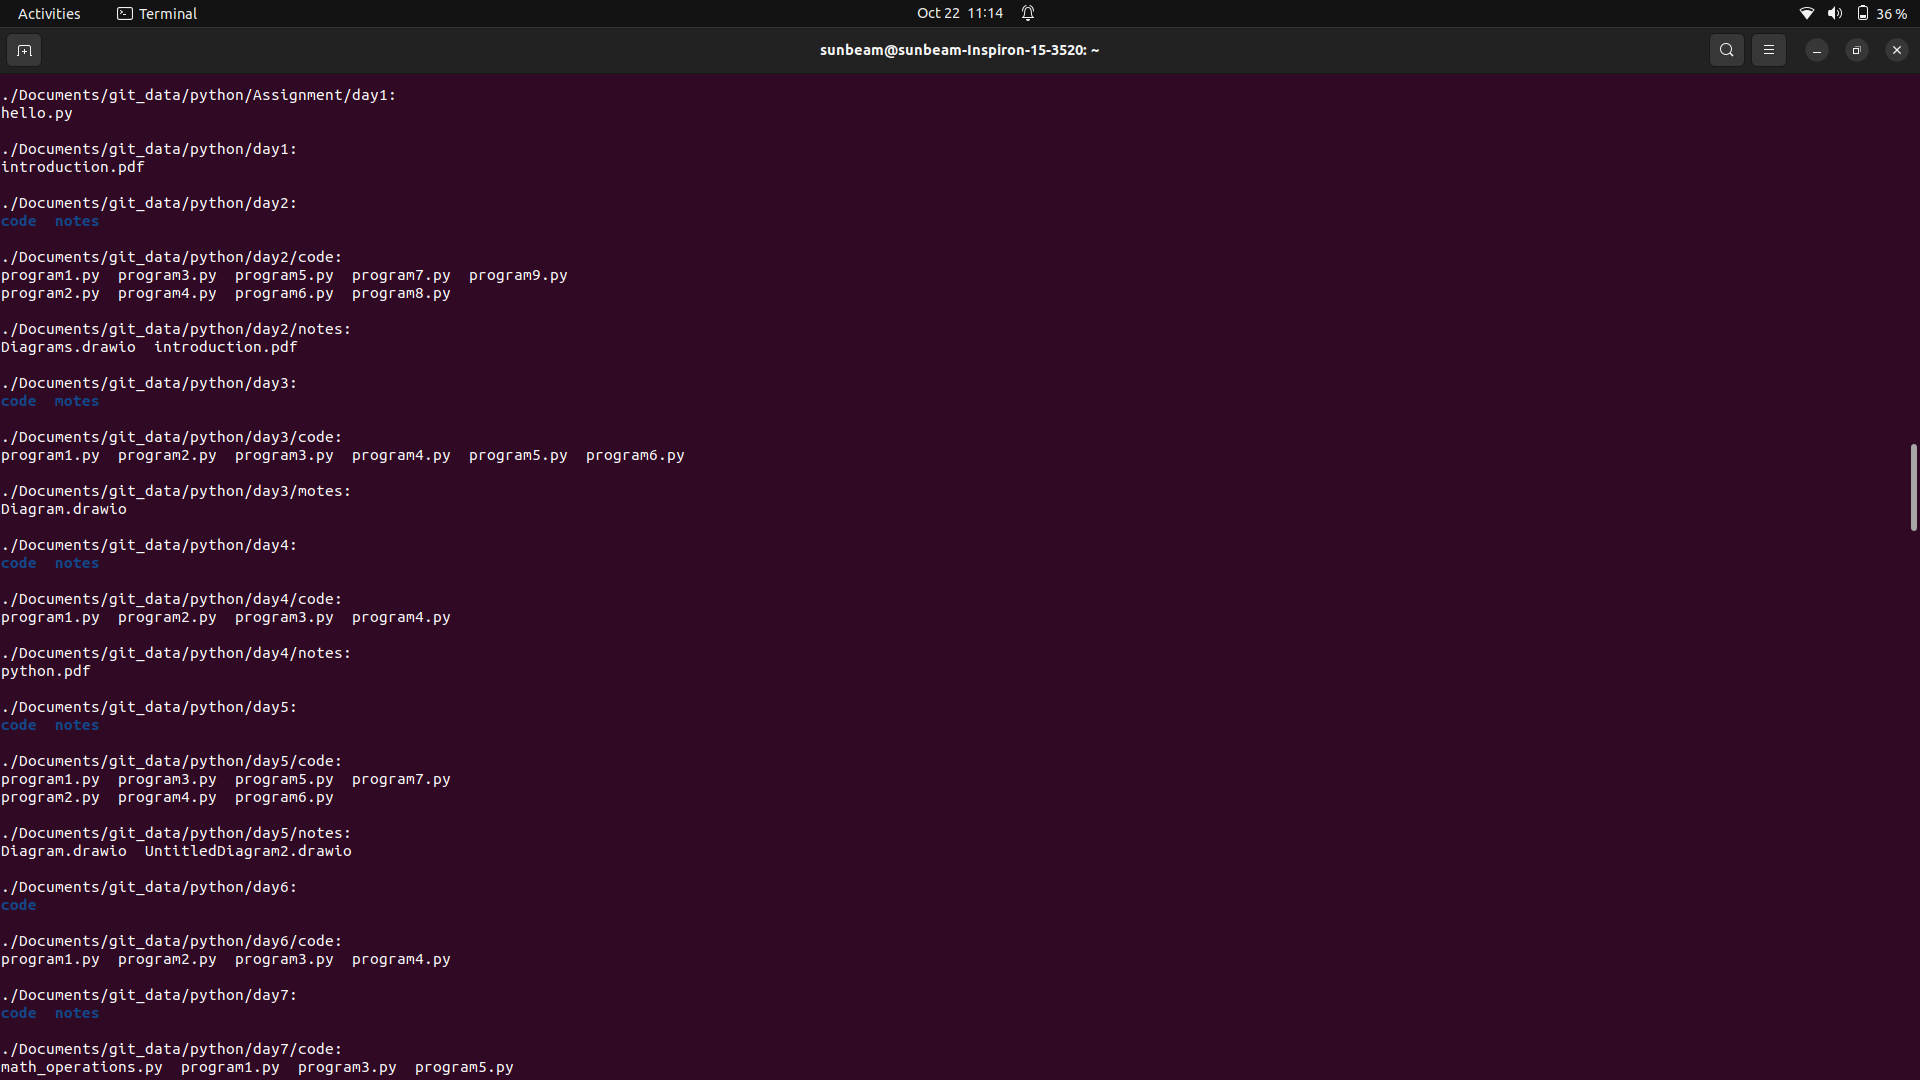 Activities Terminal Oct 22 11:14 36 %
sunbeam@sunbeam-Inspiron-15-3520: ~
./Documents/git_data/python/Assignment/day1:
hello.py
./Documents/git_data/python/day1:
introduction.pdf
./Documents/git_data/python/day2:
code notes
./Documents/git_data/python/day2/code:
program1.py program3.py program5.py program7.py program9.py
program2.py program4.py program6.py program8.py
./Documents/git_data/python/day2/notes:
Diagrams.drawio introduction.pdf
./Documents/git_data/python/day3:
code motes
./Documents/git_data/python/day3/code:
program1.py program2.py program3.py program4.py program5.py program6.py
./Documents/git_data/python/day3/motes:
Diagram.drawio
./Documents/git_data/python/day4:
code notes
./Documents/git_data/python/day4/code:
program1.py program2.py program3.py program4.py
./Documents/git_data/python/day4/notes:
python.pdf
./Documents/git_data/python/day5:
code notes
./Documents/git_data/python/day5/code:
program1.py program3.py program5.py program7.py
program2.py program4.py program6.py
./Documents/git_data/python/day5/notes:
Diagram.drawio UntitledDiagram2.drawio
./Documents/git_data/python/day6:
code
./Documents/git_data/python/day6/code:
program1.py program2.py program3.py program4.py
./Documents/git_data/python/day7:
code notes
./Documents/git_data/python/day7/code:
math_operations.py program1.py program3.py program5.py